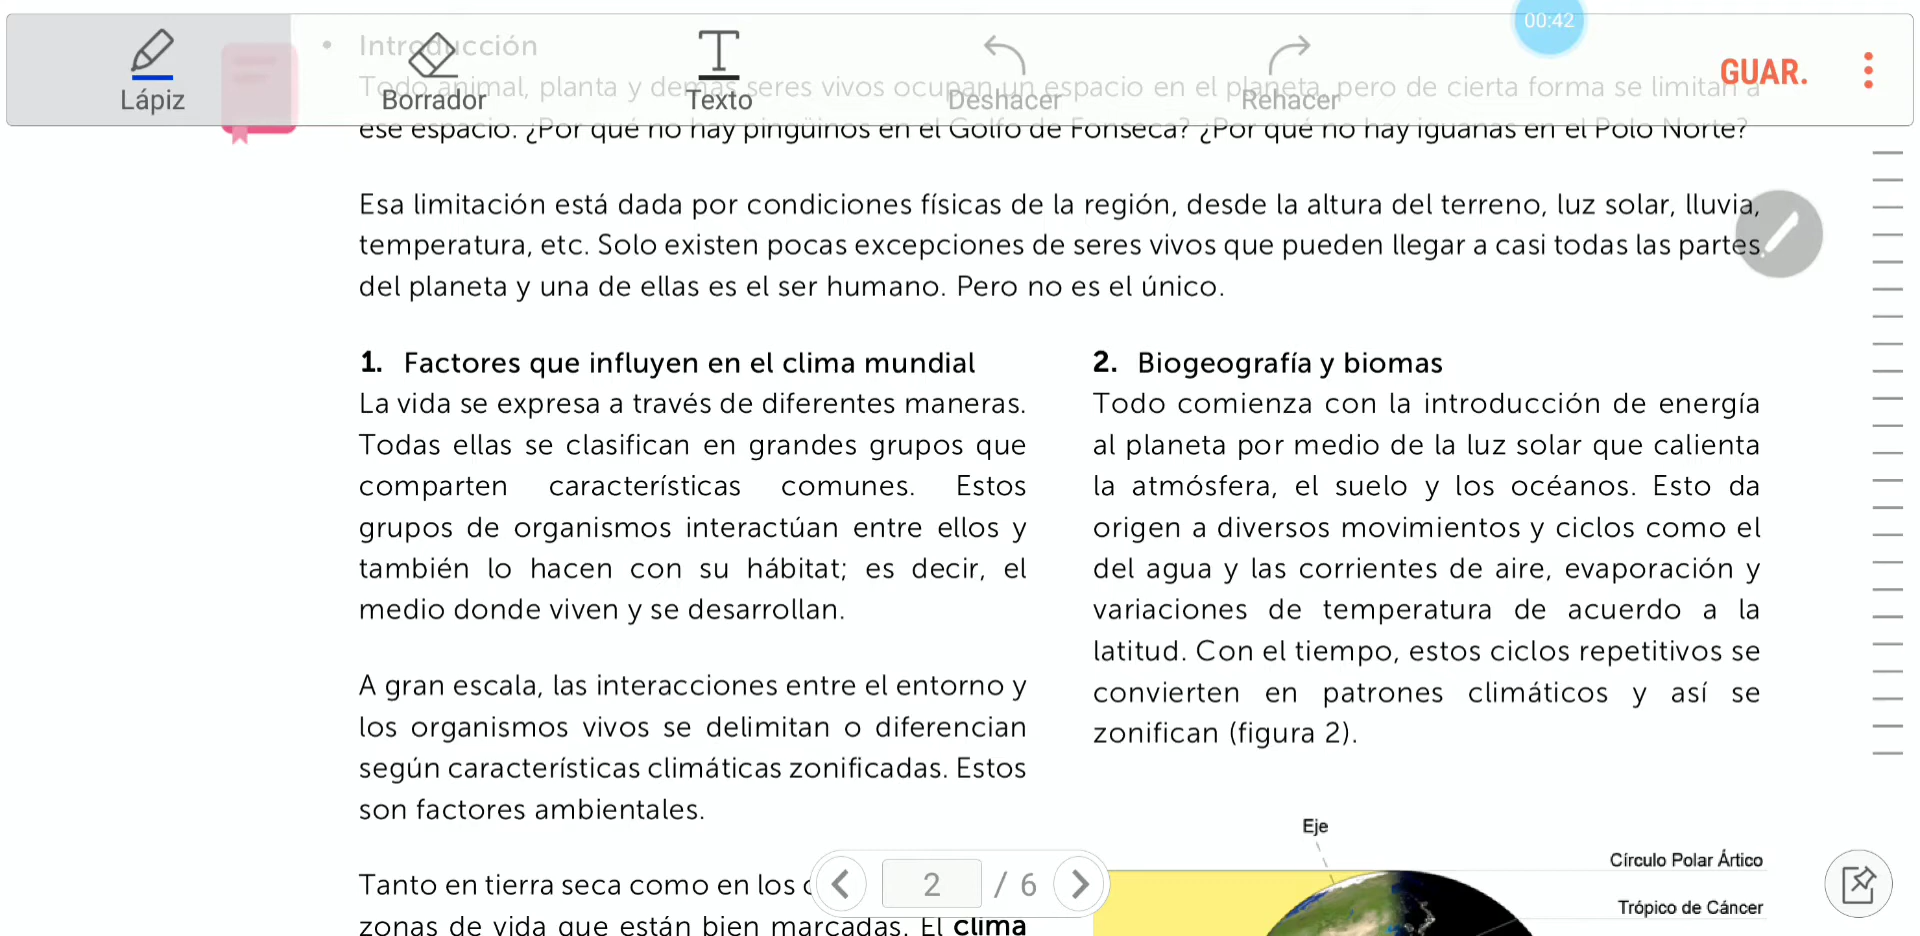 00:42
Lápiz
Borrador
Texto
Deshacer
Rehacer
GUAR.
• Introducción
Todo animal, planta y demás seres vivos ocupan un espacio en el planeta, pero de cierta forma se limitan a
ese espacio. ¿Por qué no hay pingüinos en el Golfo de Fonseca? ¿Por qué no hay iguanas en el Polo Norte?
Esa limitación está dada por condiciones físicas de la región, desde la altura del terreno, luz solar, lluvia,
temperatura, etc. Solo existen pocas excepciones de seres vivos que pueden llegar a casi todas las partes
del planeta y una de ellas es el ser humano. Pero no es el único.
1. Factores que influyen en el clima mundial
La vida se expresa a través de diferentes maneras.
Todas ellas se clasifican en grandes grupos que
comparten características comunes. Estos
grupos de organismos interactúan entre ellos y
también lo hacen con su hábitat; es decir, el
medio donde viven y se desarrollan.
A gran escala, las interacciones entre el entorno y
los organismos vivos se delimitan o diferencian
según características climáticas zonificadas. Estos
son factores ambientales.
Tanto en tierra seca como en los
zonas de vida que están bien marcadas. El clima
2. Biogeografía y biomas
Todo comienza con la introducción de energía
al planeta por medio de la luz solar que calienta
la atmósfera, el suelo y los océanos. Esto da
origen a diversos movimientos y ciclos como el
del agua y las corrientes de aire, evaporación y
variaciones de temperatura de acuerdo a la
latitud. Con el tiempo, estos ciclos repetitivos se
convierten en patrones climáticos y así se
zonifican (figura 2).
Eje
Círculo Polar Ártico
Trópico de Cáncer
2 / 6